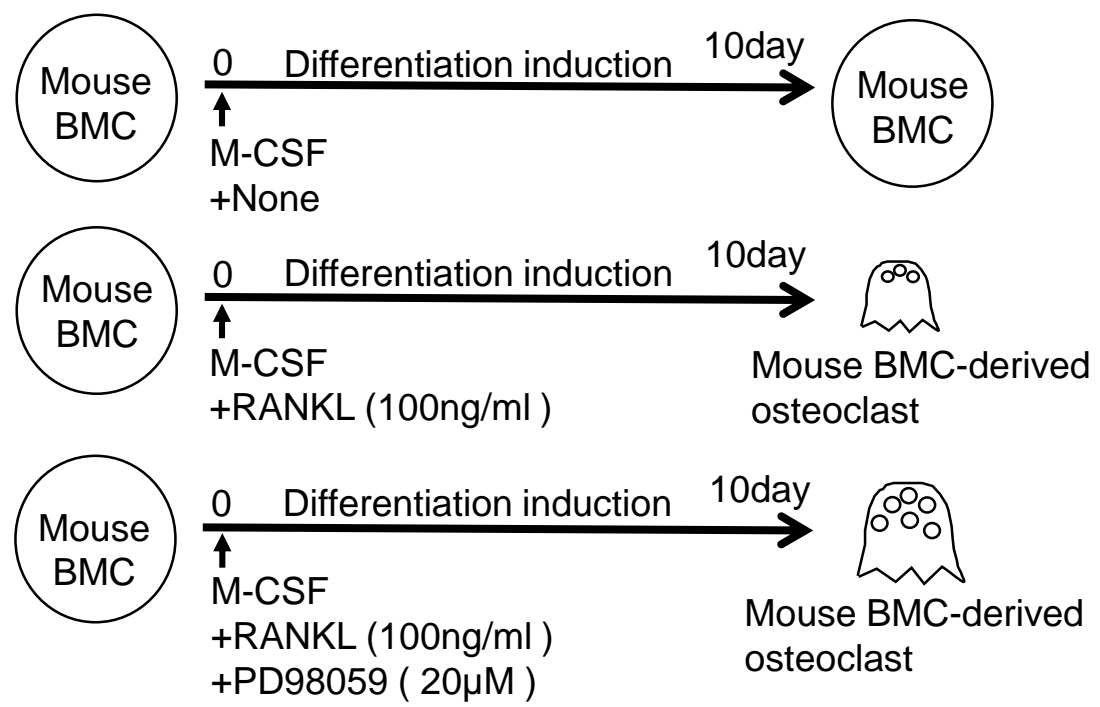 Mouse
BMC
0 Differentiation induction 10day
M-CSF
+None
Mouse
BMC
Mouse
BMC
0 Differentiation induction 10day
M-CSF
+RANKL (100ng/ml )
Mouse BMC-derived
osteoclast
Mouse
BMC
0 Differentiation induction 10day
M-CSF
+RANKL (100ng/ml )
+PD98059 ( 20µM )
Mouse BMC-derived
osteoclast